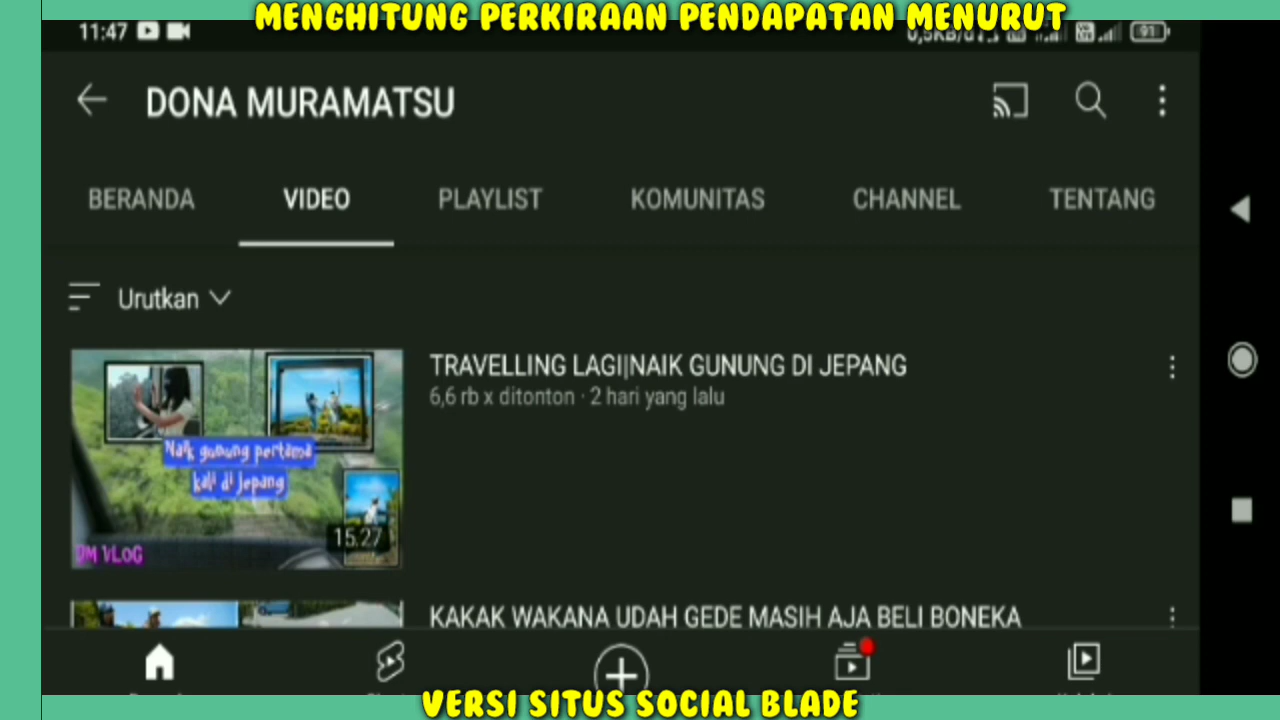 MENGHITUNG PERKIRAAN PENDAPATAN MENURUT
11:47
91
DONA MURAMATSU
BERANDA VIDEO PLAYLIST KOMUNITAS CHANNEL TENTANG
Urutkan
TRAVELLING LAGI|NAIK GUNUNG DI JEPANG
6,6 rb x ditonton · 2 hari yang lalu
Naik gunung pertama
kali di jepang
15.27
DM VLOG
KAKAK WAKANA UDAH GEDE MASIH AJA BELI BONEKA
VERSI SITUS SOCIAL BLADE